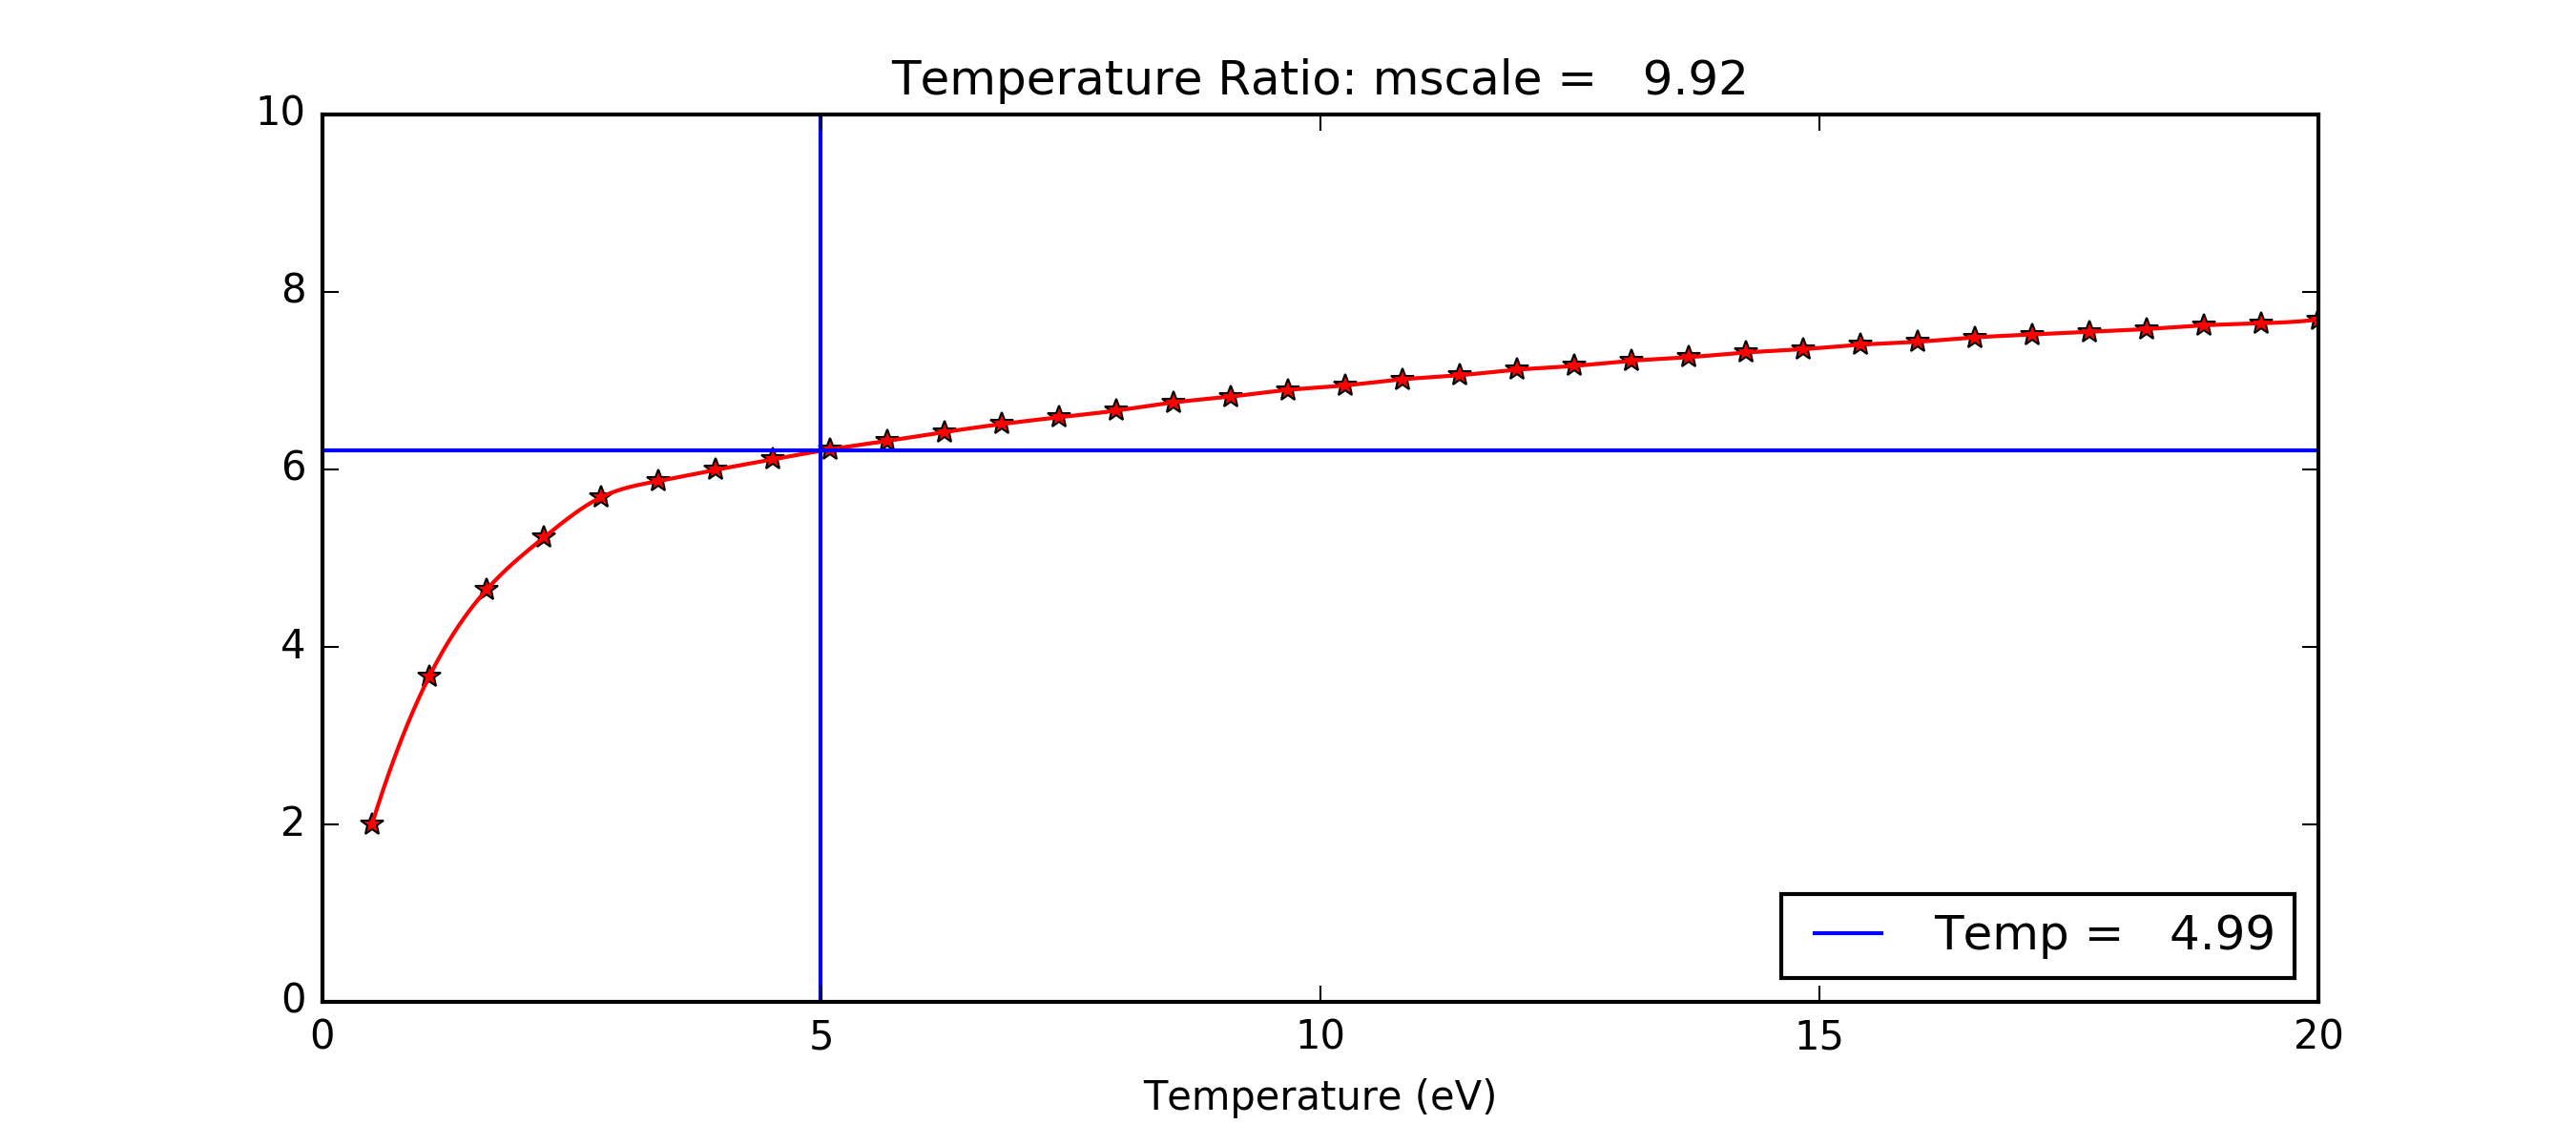 Temperature Ratio: mscale =   9.92
10
8
6
4
2
0
0 5 10 15 20
Temperature (eV)
Temp =   4.99